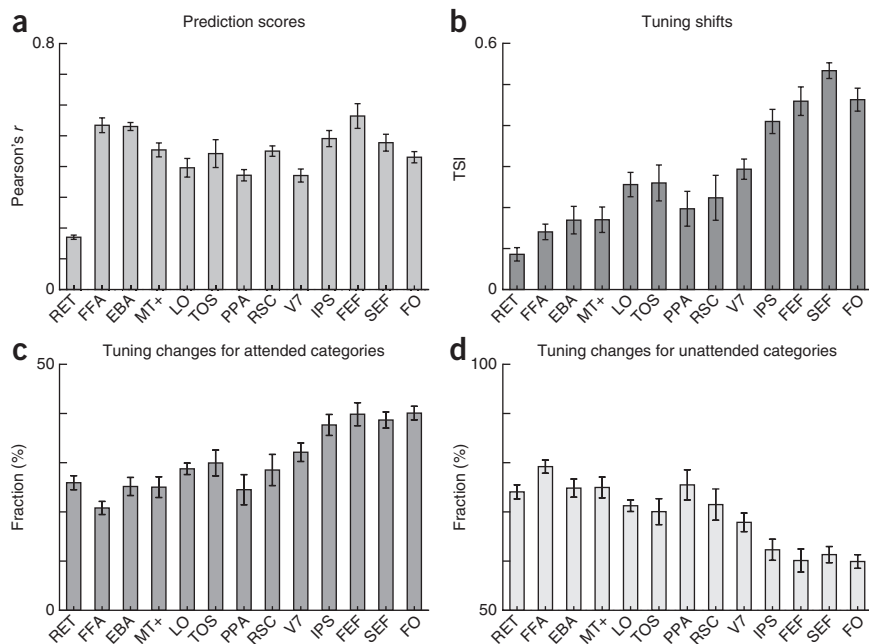 a
Prediction scores
0.8
Pearson's r
0
RET FFA EBA MT+ LO TOS PPA RSC V7 IPS FEF SEF FO
b
Tuning shifts
0.6
TSI
0
RET FFA EBA MT+ LO TOS PPA RSC V7 IPS FEF SEF FO
c
Tuning changes for attended categories
50
Fraction (%)
0
RET FFA EBA MT+ LO TOS PPA RSC V7 IPS FEF SEF FO
d
Tuning changes for unattended categories
100
Fraction (%)
50
RET FFA EBA MT+ LO TOS PPA RSC V7 IPS FEF SEF FO